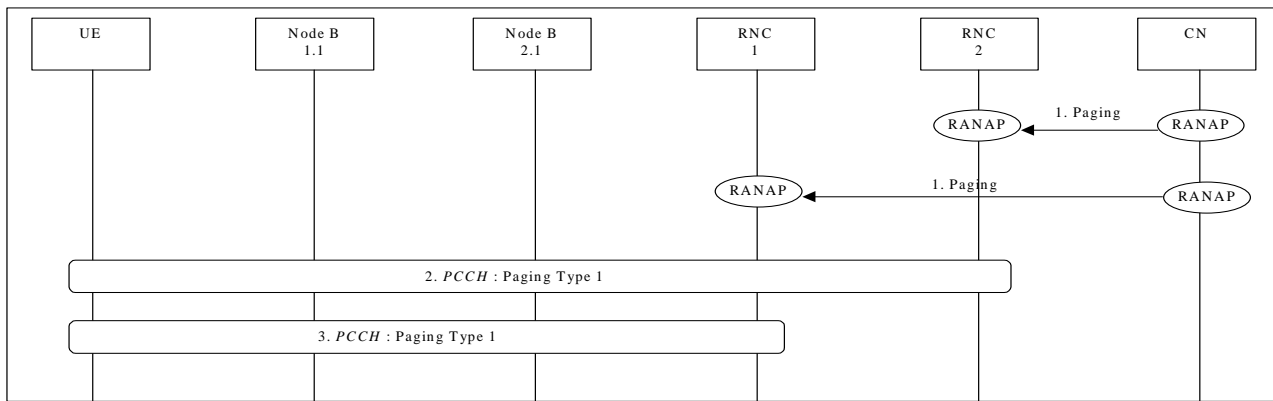 UE
Node B
1.1
Node B
2.1
RNC
1
RNC
2
CN
1. Paging
RANAP
RANAP
1. Paging
RANAP
RANAP
2. PCCH : Paging Type 1
3. PCCH : Paging Type 1